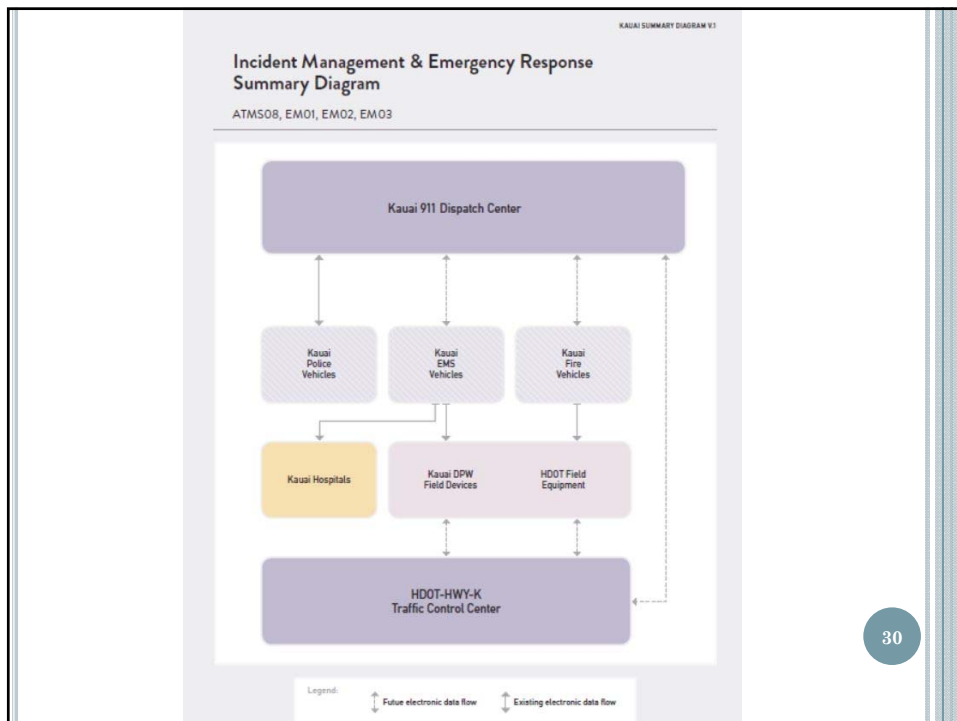 KAUAI SUMMARY DIAGRAM V.1
Incident Management & Emergency Response
Summary Diagram
ATMS08, EM01, EM02, EM03
Kauai 911 Dispatch Center
Kauai
Police
Vehicles
Kauai
EMS
Vehicles
Kauai
Fire
Vehicles
Kauai Hospitals
Kauai DPW
Field Devices
HDOT Field
Equipment
HDOT-HWY-K
Traffic Control Center
30
Legend:
Futue electronic data flow
Existing electronic data flow